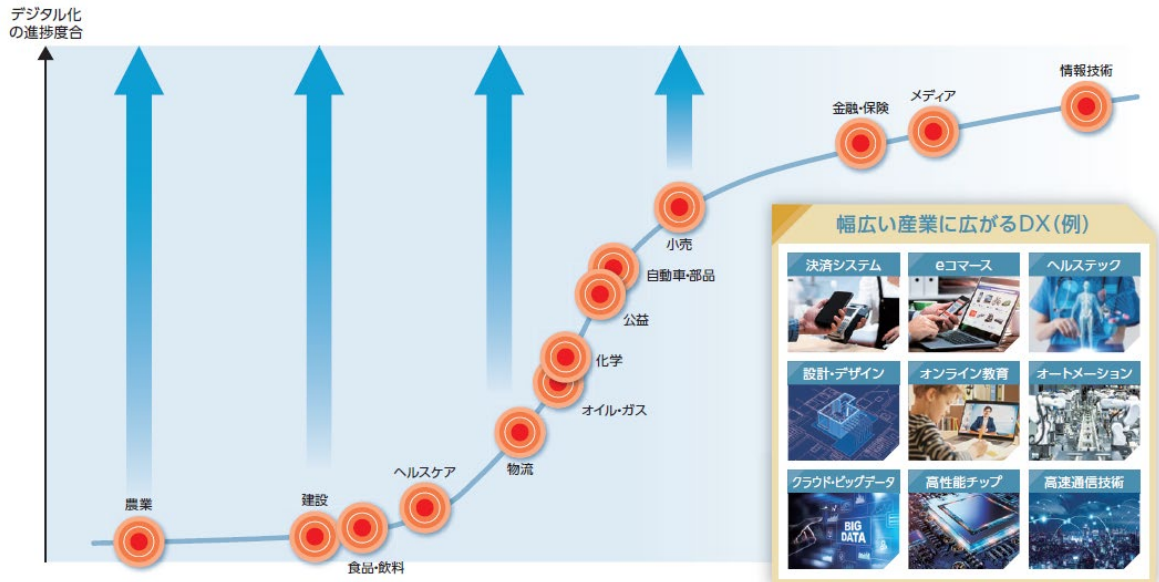 デジタル化
の進捗度合
情報技術
メディア
金融・保険
小売
自動車・部品
公益
化学
オイル・ガス
物流
ヘルスケア
建設
農業
食品・飲料
幅広い産業に広がるDX(例)
決済システム
eコマース
ヘルステック
設計・デザイン
オンライン教育
オートメーション
クラウド・ビッグデータ
高性能チップ
高速通信技術
BIG
DATA